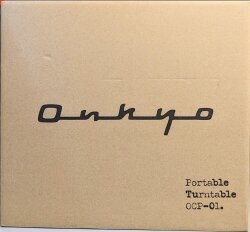 Onkyo
Portable
Turntable
OCP-01.